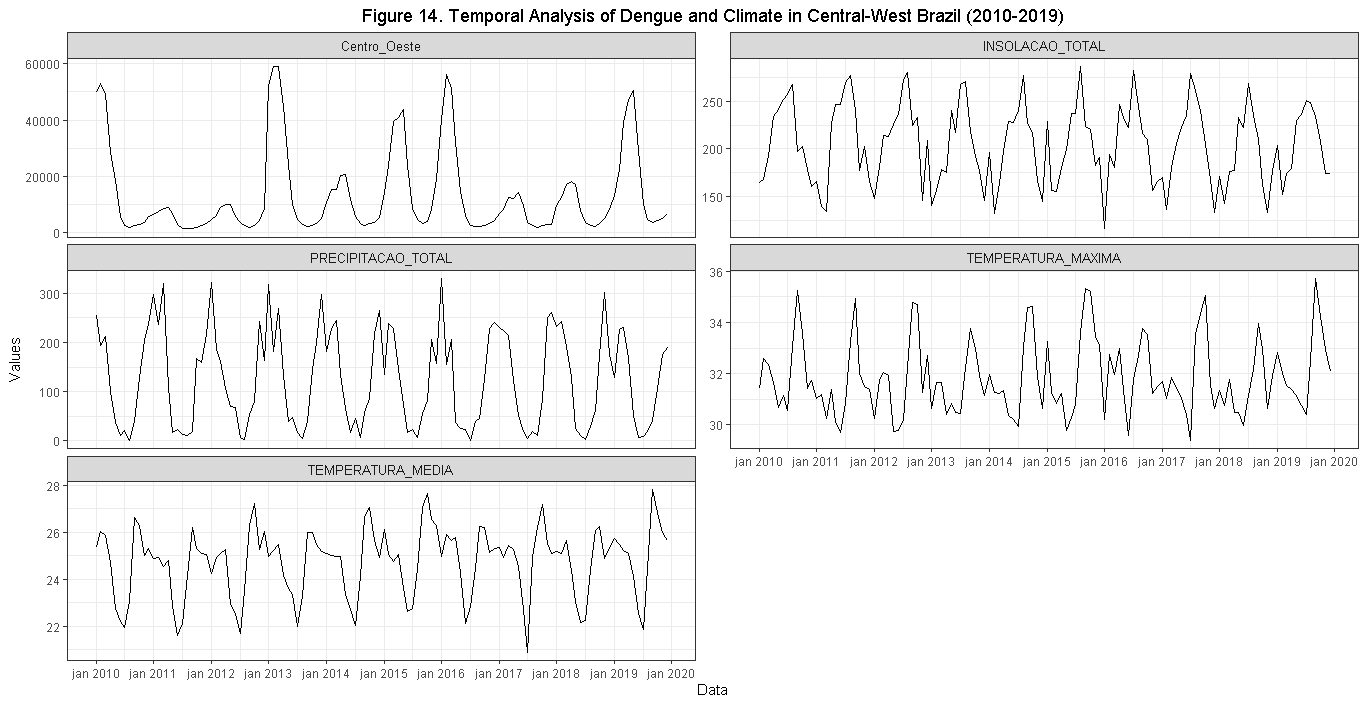 Figure 14. Temporal Analysis of Dengue and Climate in Central-West Brazil (2010-2019)
Centro_Oeste
60000
40000
20000
0
INSOLACAO_TOTAL
250
200
150
PRECIPITACAO_TOTAL
300
200
100
0
TEMPERATURA_MAXIMA
36
34
32
30
jan 2010 jan 2011 jan 2012 jan 2013 jan 2014 jan 2015 jan 2016 jan 2017 jan 2018 jan 2019 jan 2020
TEMPERATURA_MEDIA
28
26
24
22
jan 2010 jan 2011 jan 2012 jan 2013 jan 2014 jan 2015 jan 2016 jan 2017 jan 2018 jan 2019 jan 2020
Values
Data